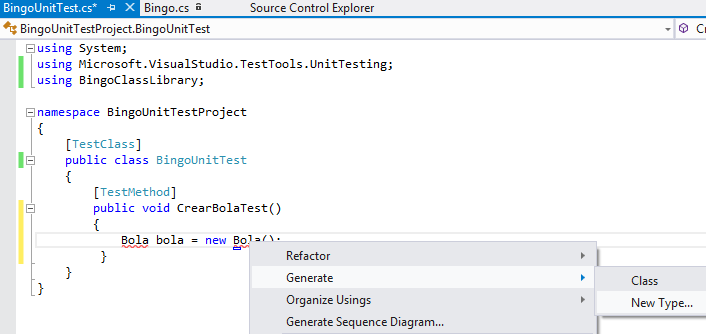 BingoUnitTest.cs* Bingo.cs Source Control Explorer
BingoUnitTestProject.BingoUnitTest Cr
using System;
using Microsoft.VisualStudio.TestTools.UnitTesting;
using BingoClassLibrary;
namespace BingoUnitTestProject
{
[TestClass]
public class BingoUnitTest
{
[TestMethod]
public void CrearBolaTest()
{
Bola bola = new Bola();
}
}
}
Refactor
Generate
Organize Usings
Generate Sequence Diagram...
Class
New Type...